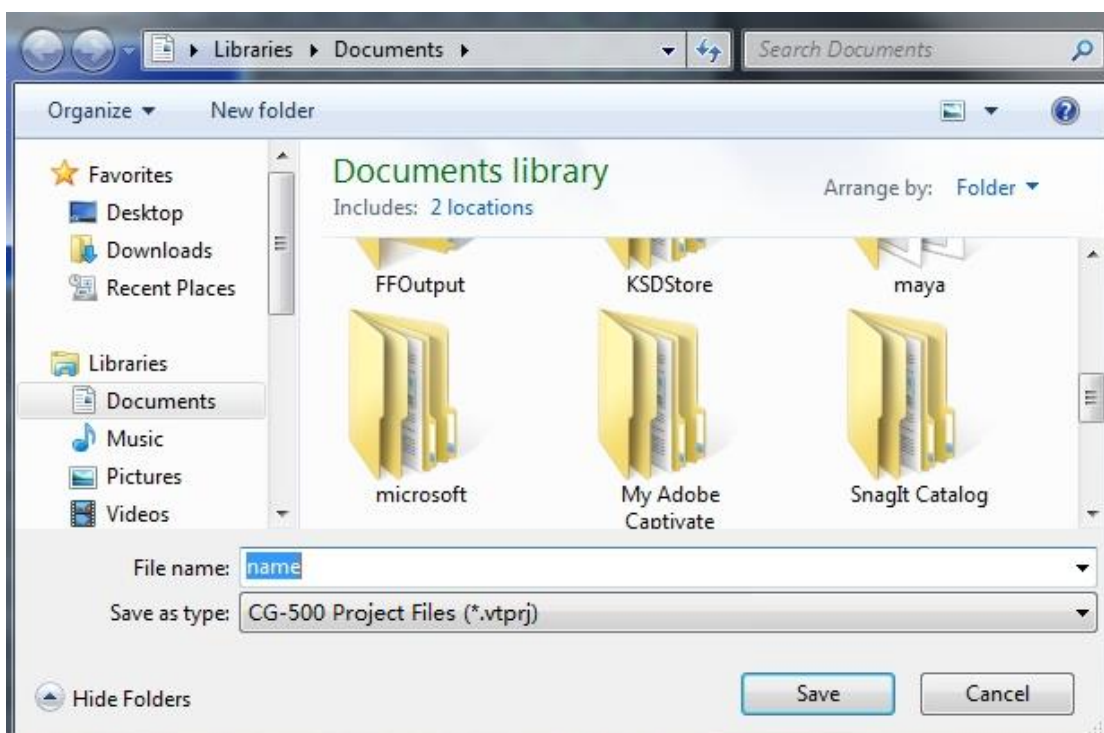 Libraries Documents Search Documents
Organize New folder
Favorites
Desktop
Downloads
Recent Places
Libraries
Documents
Music
Pictures
Videos
Documents library
Includes: 2 locations
Arrange by: Folder
FFOutput KSDStore maya
microsoft My Adobe Captivate SnagIt Catalog
File name: name
Save as type: CG-500 Project Files (*.vtprj)
Hide Folders Save Cancel